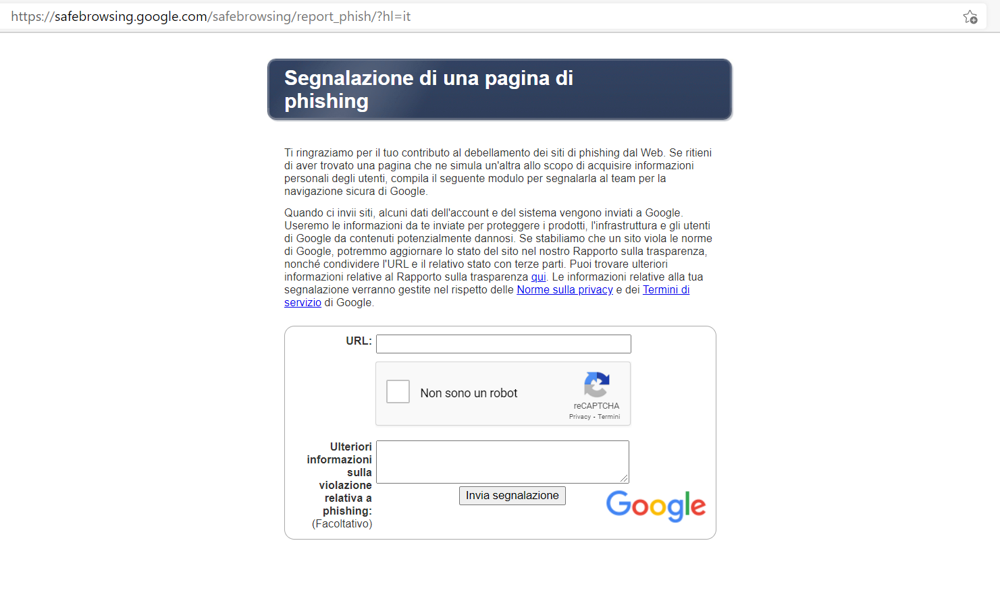 https://safebrowsing.google.com/safebrowsing/report_phish/?hl=it
Segnalazione di una pagina di
phishing
Ti ringraziamo per il tuo contributo al debellamento dei siti di phishing dal Web. Se ritieni
di aver trovato una pagina che ne simula un'altra allo scopo di acquisire informazioni
personali degli utenti, compila il seguente modulo per segnalarla al team per la
navigazione sicura di Google.
Quando ci invii siti, alcuni dati dell'account e del sistema vengono inviati a Google.
Useremo le informazioni da te inviate per proteggere i prodotti, l'infrastruttura e gli utenti
di Google da contenuti potenzialmente dannosi. Se stabiliamo che un sito viola le norme
di Google, potremmo aggiornare lo stato del sito nel nostro Rapporto sulla trasparenza,
nonché condividere l'URL e il relativo stato con terze parti. Puoi trovare ulteriori
informazioni relative al Rapporto sulla trasparenza qui. Le informazioni relative alla tua
segnalazione verranno gestite nel rispetto delle Norme sulla privacy e dei Termini di
servizio di Google.
URL:
Non sono un robot
reCAPTCHA
Privacy - Termini
Ulteriori
informazioni
sulla
violazione
relativa a
phishing:
(Facoltativo)
Invia segnalazione
Google